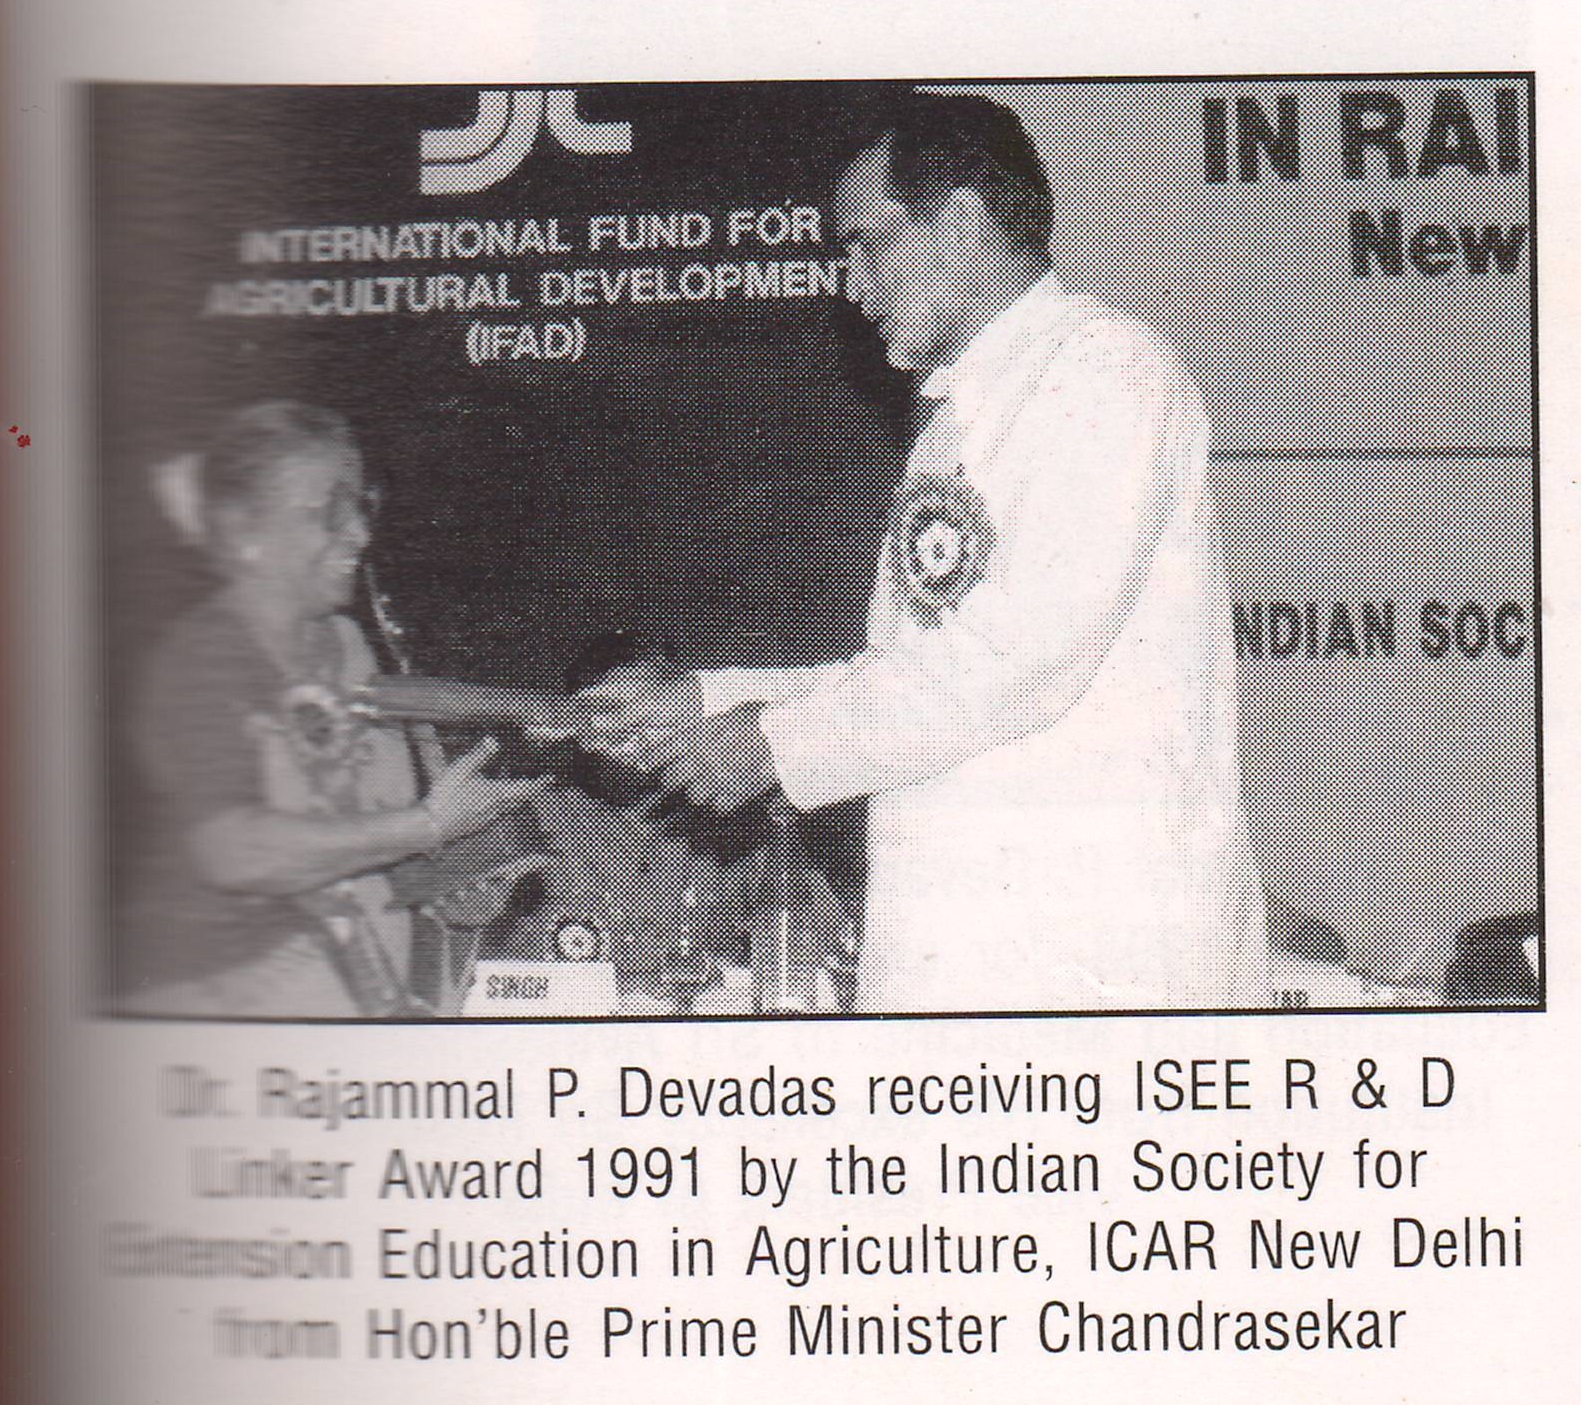 INTERNATIONAL FUND FOR
AGRICULTURAL DEVELOPMENT
(IFAD)
IN RAI
New
NDIAN SOC
SINGH
Dr. Rajammal P. Devadas receiving ISEE R & D
Linker Award 1991 by the Indian Society for
Extension Education in Agriculture, ICAR New Delhi
from Hon'ble Prime Minister Chandrasekar